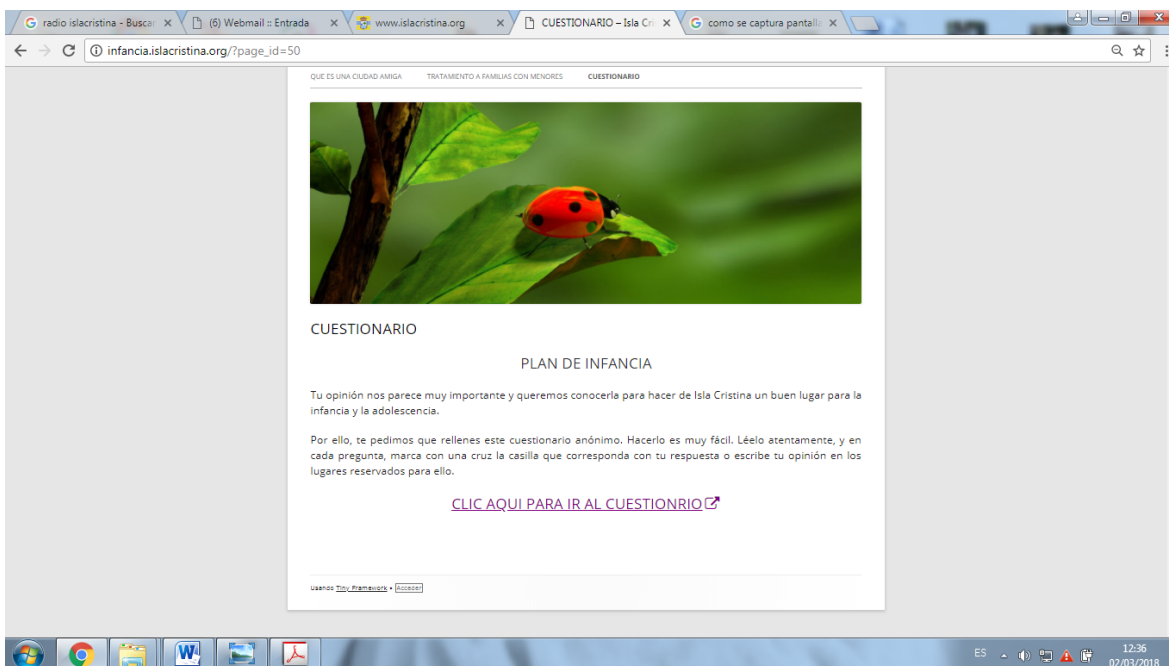 radio islacristina - Buscar
(6) Webmail :: Entrada
www.islacristina.org
CUESTIONARIO – Isla Cri
como se captura pantalla
infancia.islacristina.org/?page_id=50
QUE ES UNA CIUDAD AMIGA TRATAMIENTO A FAMILIAS CON MENORES CUESTIONARIO
CUESTIONARIO
PLAN DE INFANCIA
Tu opinión nos parece muy importante y queremos conocerla para hacer de Isla Cristina un buen lugar para la
infancia y la adolescencia.
Por ello, te pedimos que rellenes este cuestionario anónimo. Hacerlo es muy fácil. Léelo atentamente, y en
cada pregunta, marca con una cruz la casilla que corresponda con tu respuesta o escribe tu opinión en los
lugares reservados para ello.
CLIC AQUI PARA IR AL CUESTIONRIO
Usando Tiny Framework • Acceder
ES
12:36
02/03/2018